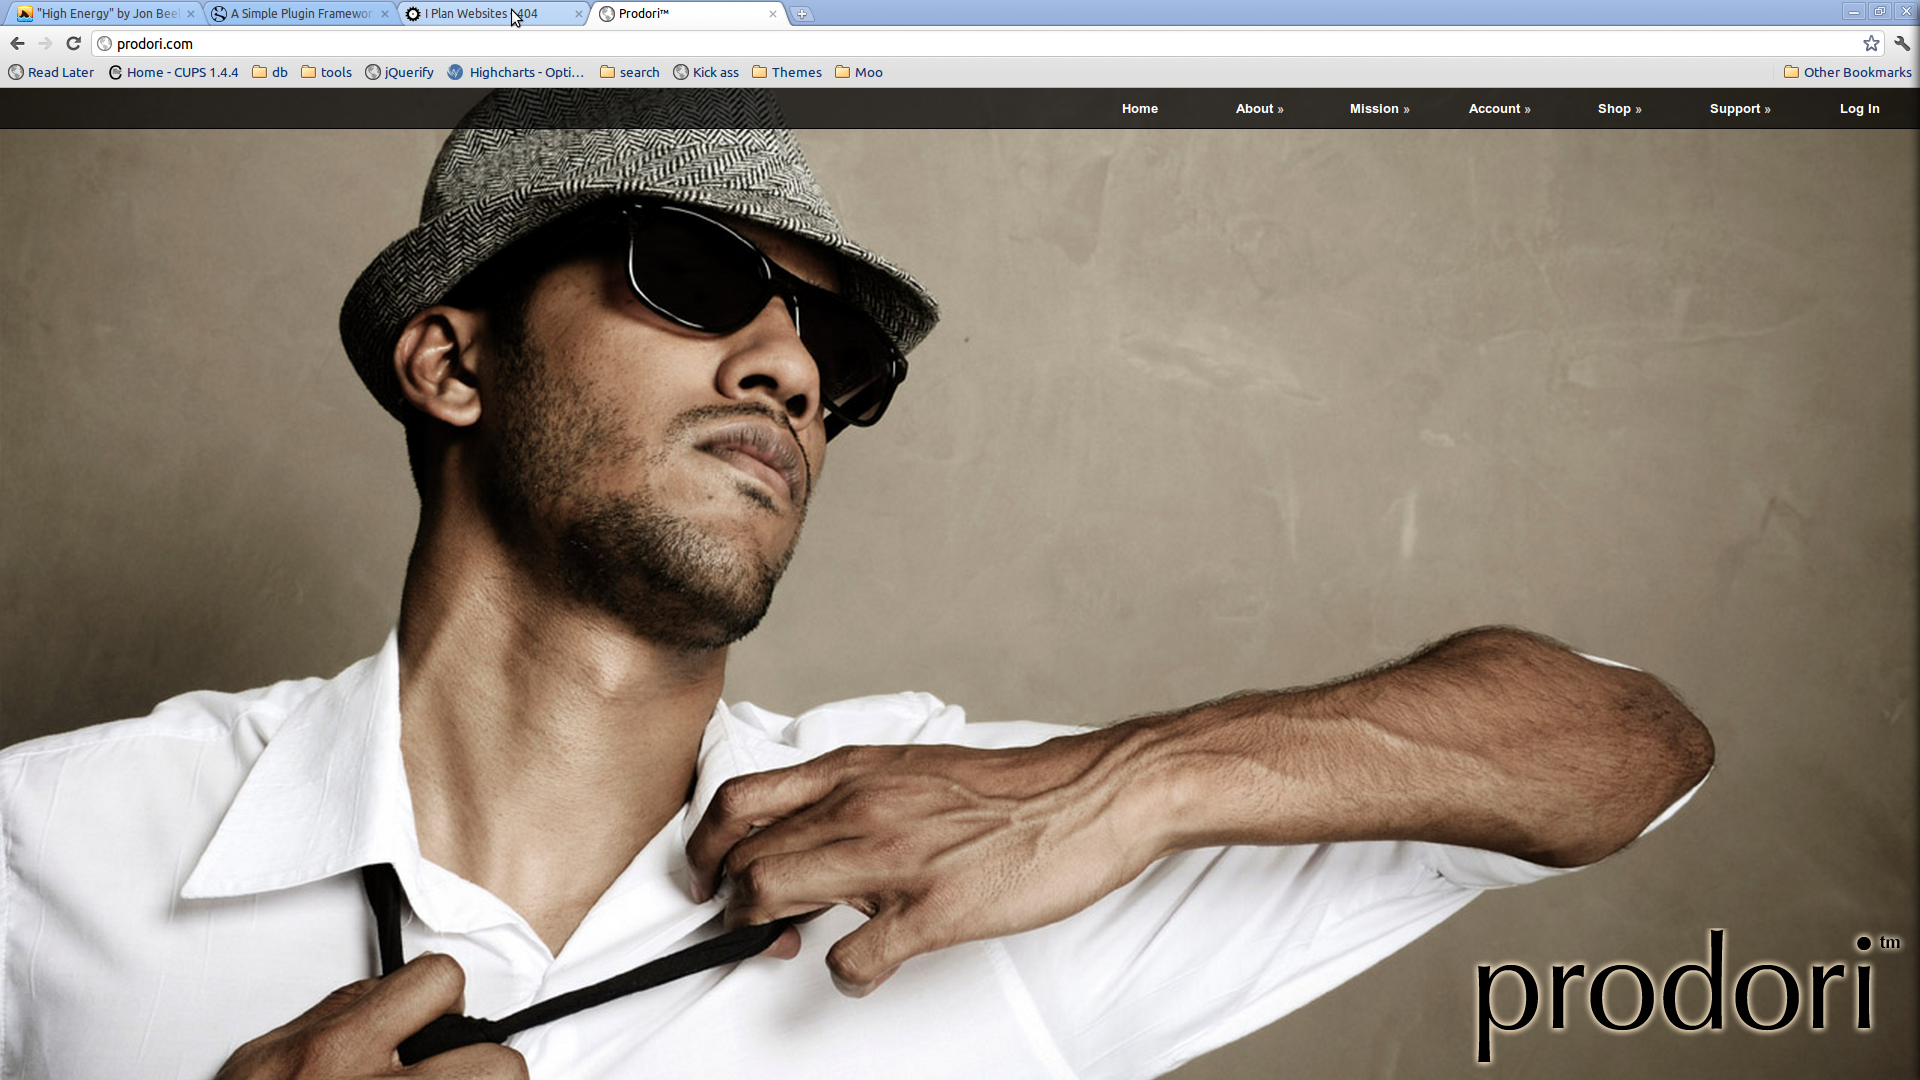 "High Energy" by Jon Bee
A Simple Plugin Framewor
I Plan Websites 404
Prodori™
prodori.com
Read Later
Home - CUPS 1.4.4
db
tools
jQuerify
Highcharts - Opti...
search
Kick ass
Themes
Moo
Other Bookmarks
Home
About »
Mission »
Account »
Shop »
Support »
Log In
prodori tm